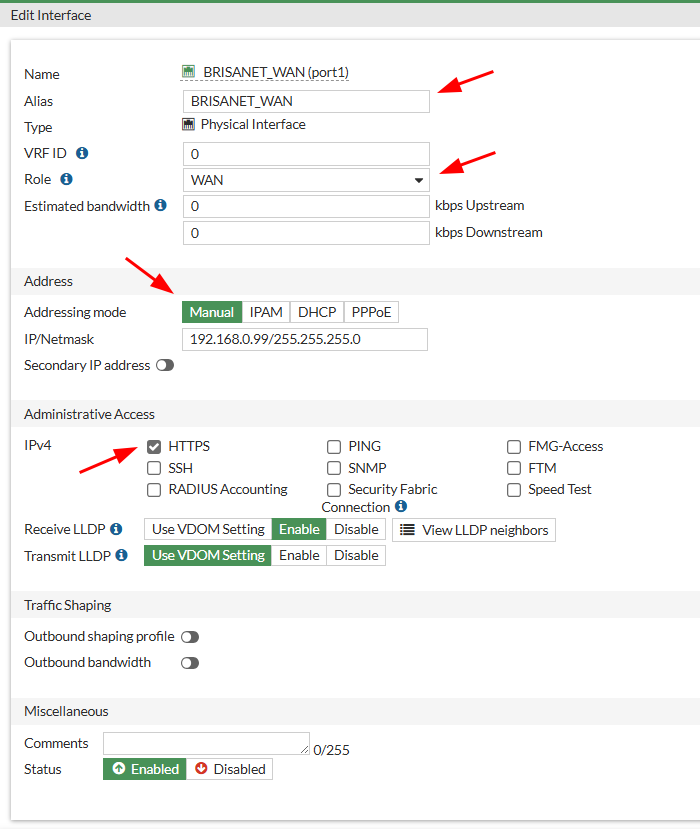 Edit Interface
Name BRISANET_WAN (port1)
Alias BRISANET_WAN
Type Physical Interface
VRF ID 0
Role WAN
Estimated bandwidth 0 kbps Upstream
0 kbps Downstream
Address
Addressing mode Manual IPAM DHCP PPPoE
IP/Netmask 192.168.0.99/255.255.255.0
Secondary IP address
Administrative Access
IPv4 HTTPS PING FMG-Access
SSH SNMP FTM
RADIUS Accounting Security Fabric Speed Test
Connection
Receive LLDP Use VDOM Setting Enable Disable View LLDP neighbors
Transmit LLDP Use VDOM Setting Enable Disable
Traffic Shaping
Outbound shaping profile
Outbound bandwidth
Miscellaneous
Comments 0/255
Status Enabled Disabled